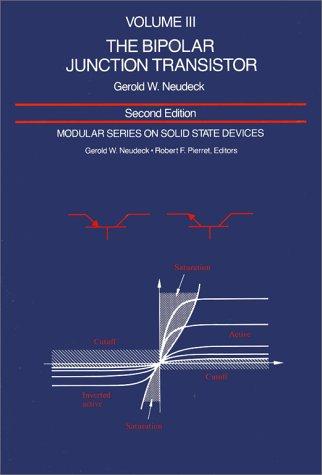 VOLUME III
THE BIPOLAR
JUNCTION TRANSISTOR
Gerold W. Neudeck
Second Edition
MODULAR SERIES ON SOLID STATE DEVICES
Gerold W. Neudeck • Robert F. Pierret, Editors
Saturation
Cutoff
Active
Cutoff
Inverted
active
Saturation